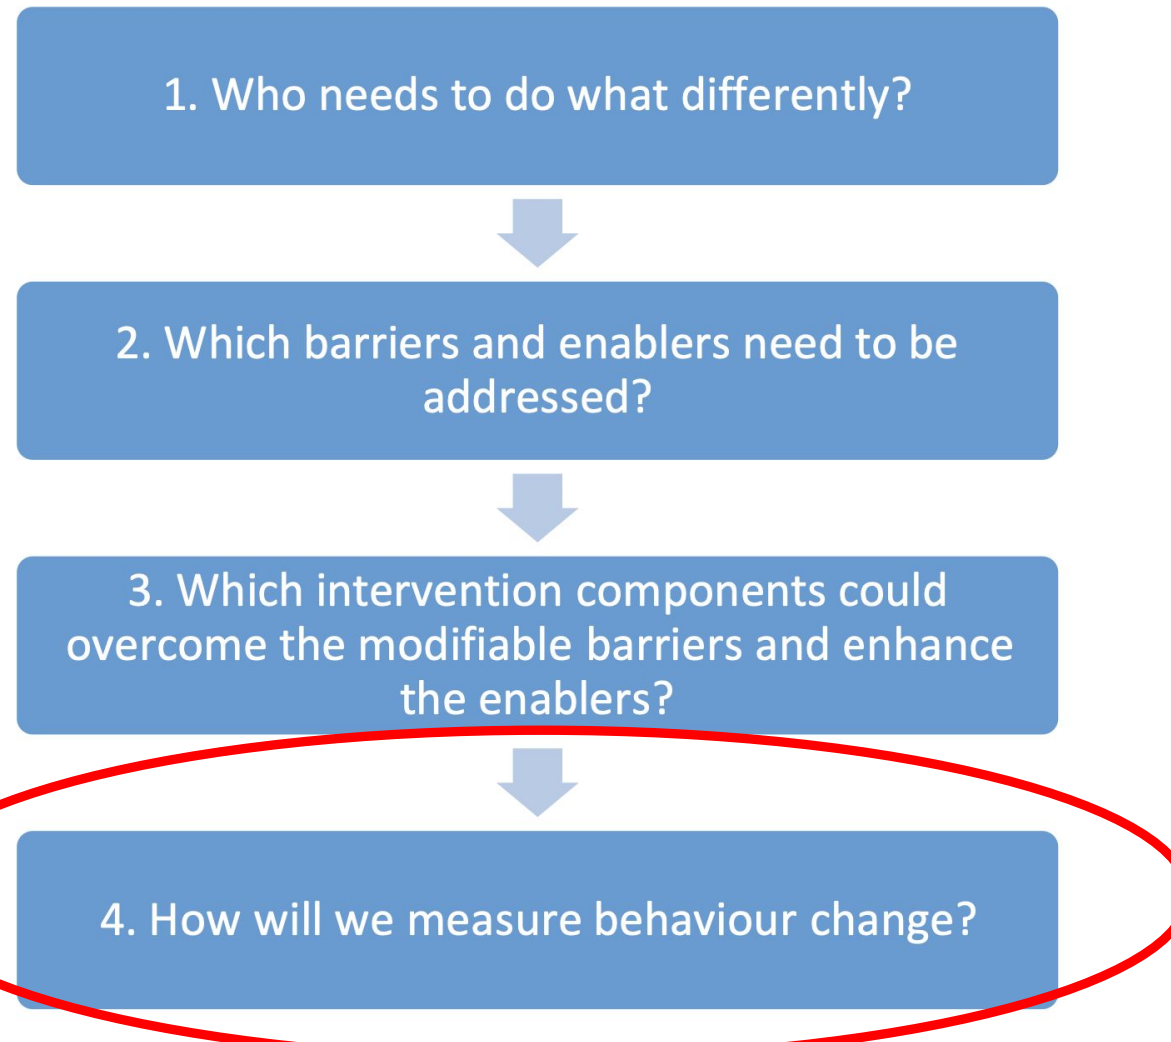 1. Who needs to do what differently?
2. Which barriers and enablers need to be
addressed?
3. Which intervention components could
overcome the modifiable barriers and enhance
the enablers?
4. How will we measure behaviour change?